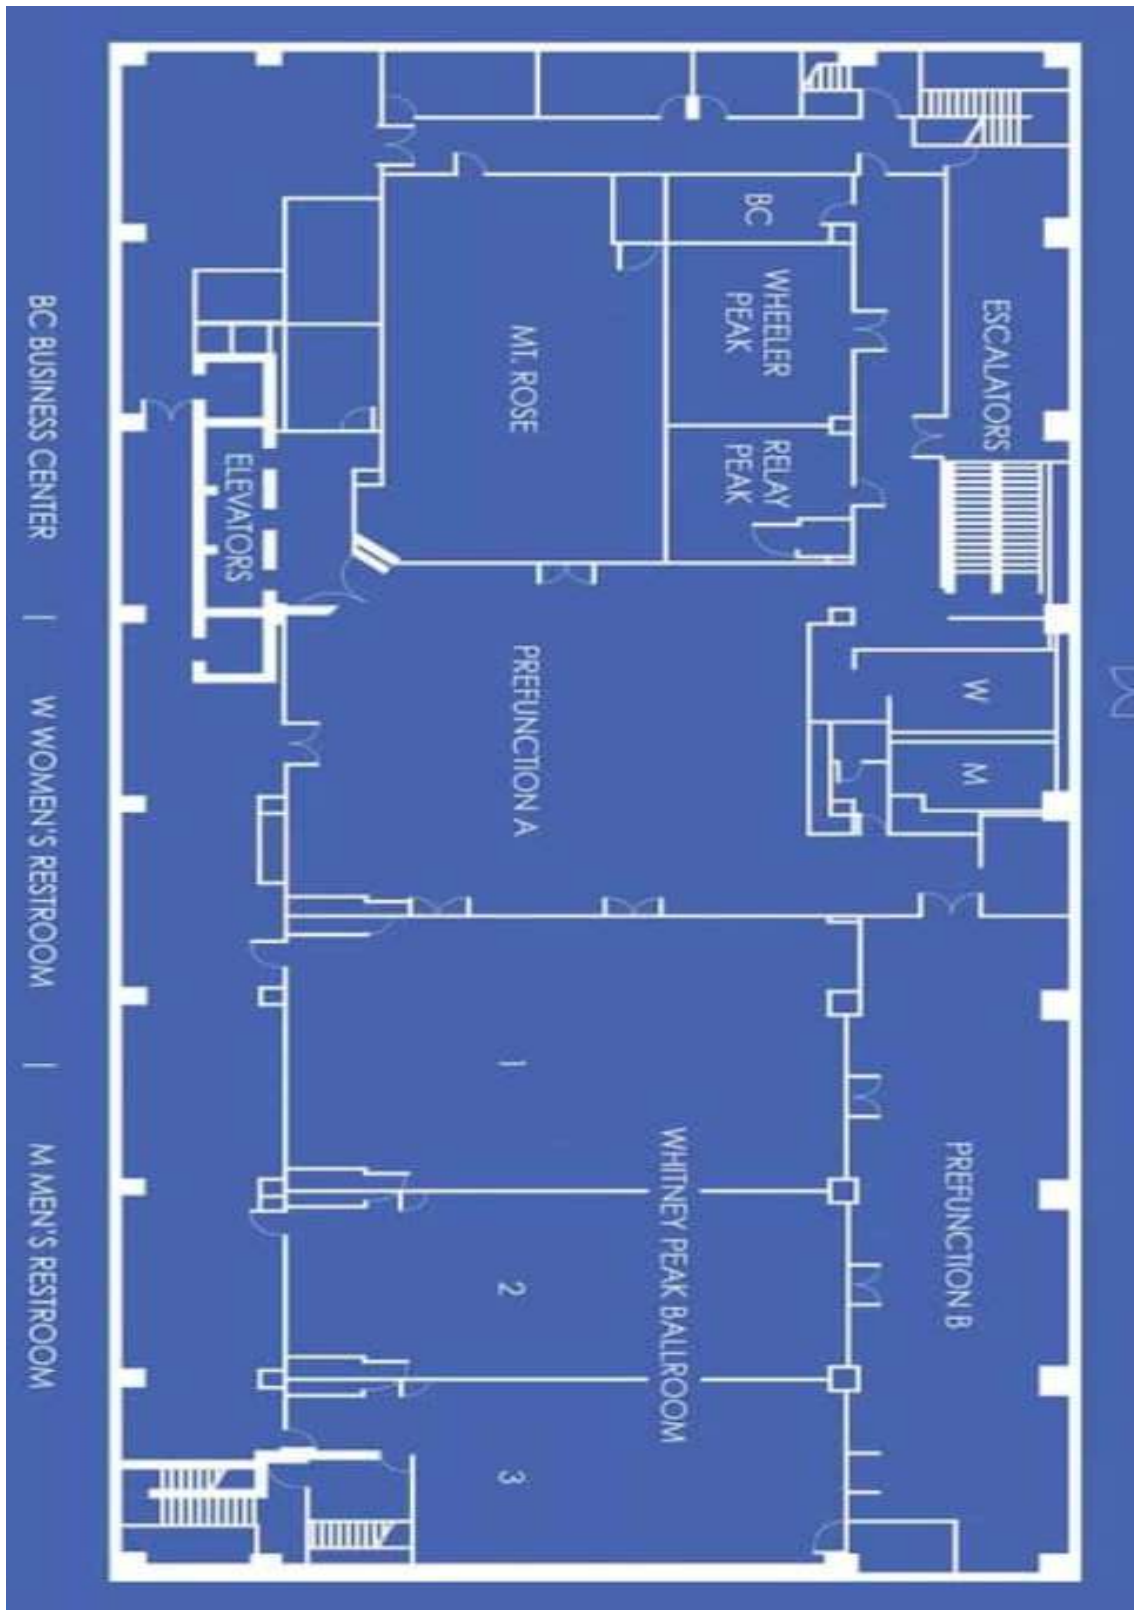 ESCALATORS
BC
WHEELER
PEAK
RELAY
PEAK
MT. ROSE
ELEVATORS
W
M
PREFUNCTION A
PREFUNCTION B
WHITNEY PEAK BALLROOM
1
2
3
BC BUSINESS CENTER | W WOMEN'S RESTROOM | M MEN'S RESTROOM